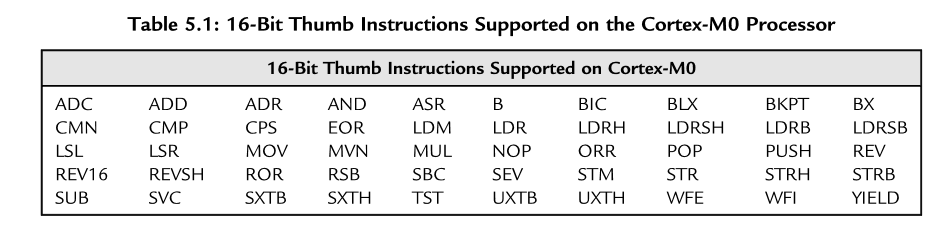 Table 5.1: 16-Bit Thumb Instructions Supported on the Cortex-M0 Processor
16-Bit Thumb Instructions Supported on Cortex-M0
ADC ADD ADR AND ASR B BIC BLX BKPT BX
CMN CMP CPS EOR LDM LDR LDRH LDRSH LDRB LDRSB
LSL LSR MOV MVN MUL NOP ORR POP PUSH REV
REV16 REVSH ROR RSB SBC SEV STM STR STRH STRB
SUB SVC SXTB SXTH TST UXTB UXTH WFE WFI YIELD